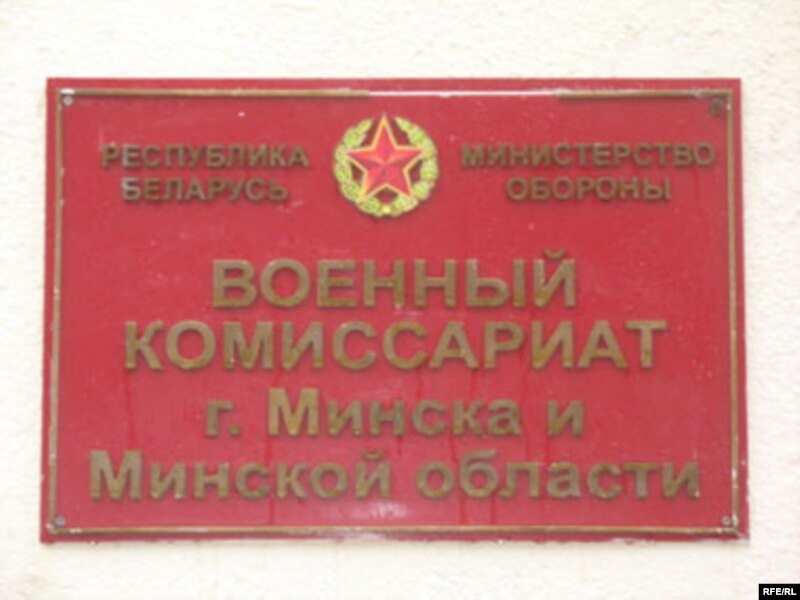 РЕСПУБЛИКА
БЕЛАРУСЬ
МИНИСТЕРСТВО
ОБОРОНЫ
ВОЕННЫЙ
КОМИССАРИАТ
г. Минска и
Минской области
RFE/RL